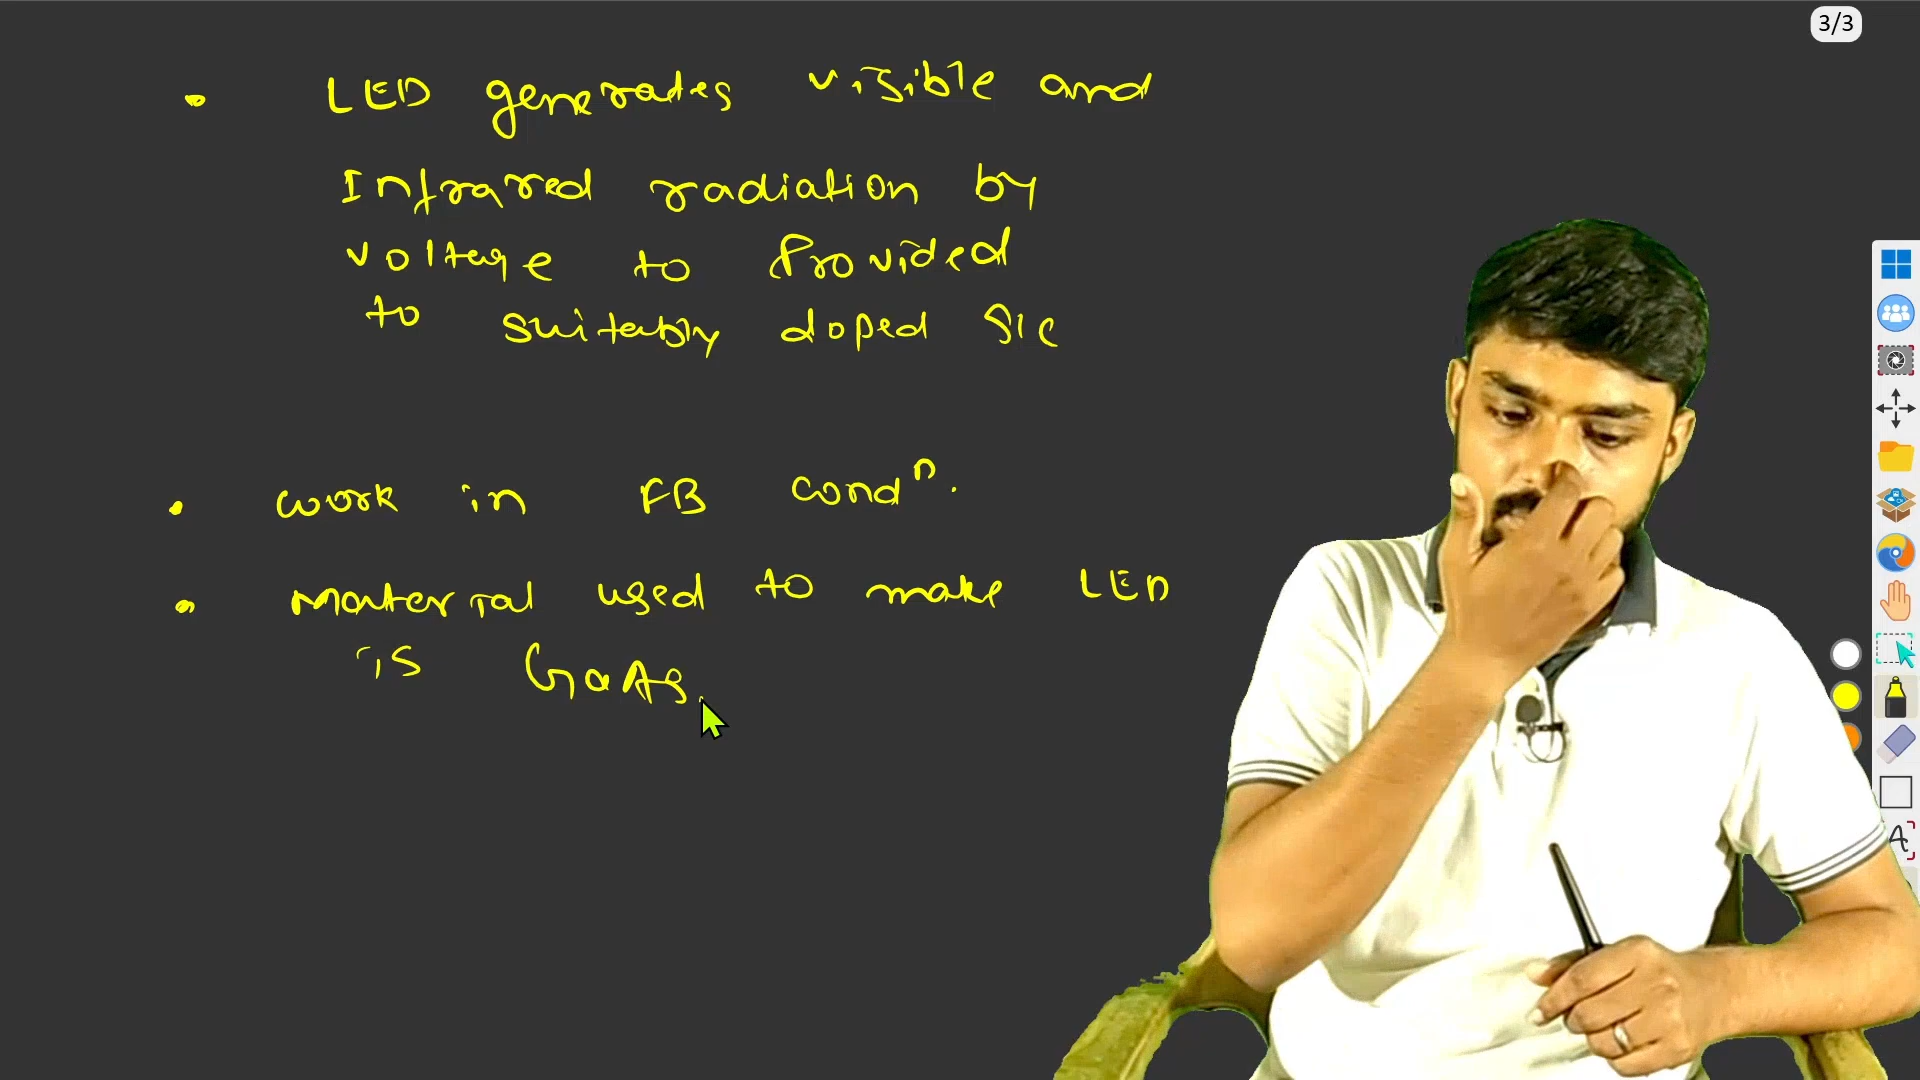 3/3
• LED generates visible and
Infrared radiation by
voltage to Provided
to suitably doped S/C
• work in FB condⁿ.
• material used to make LED
is GaAs.